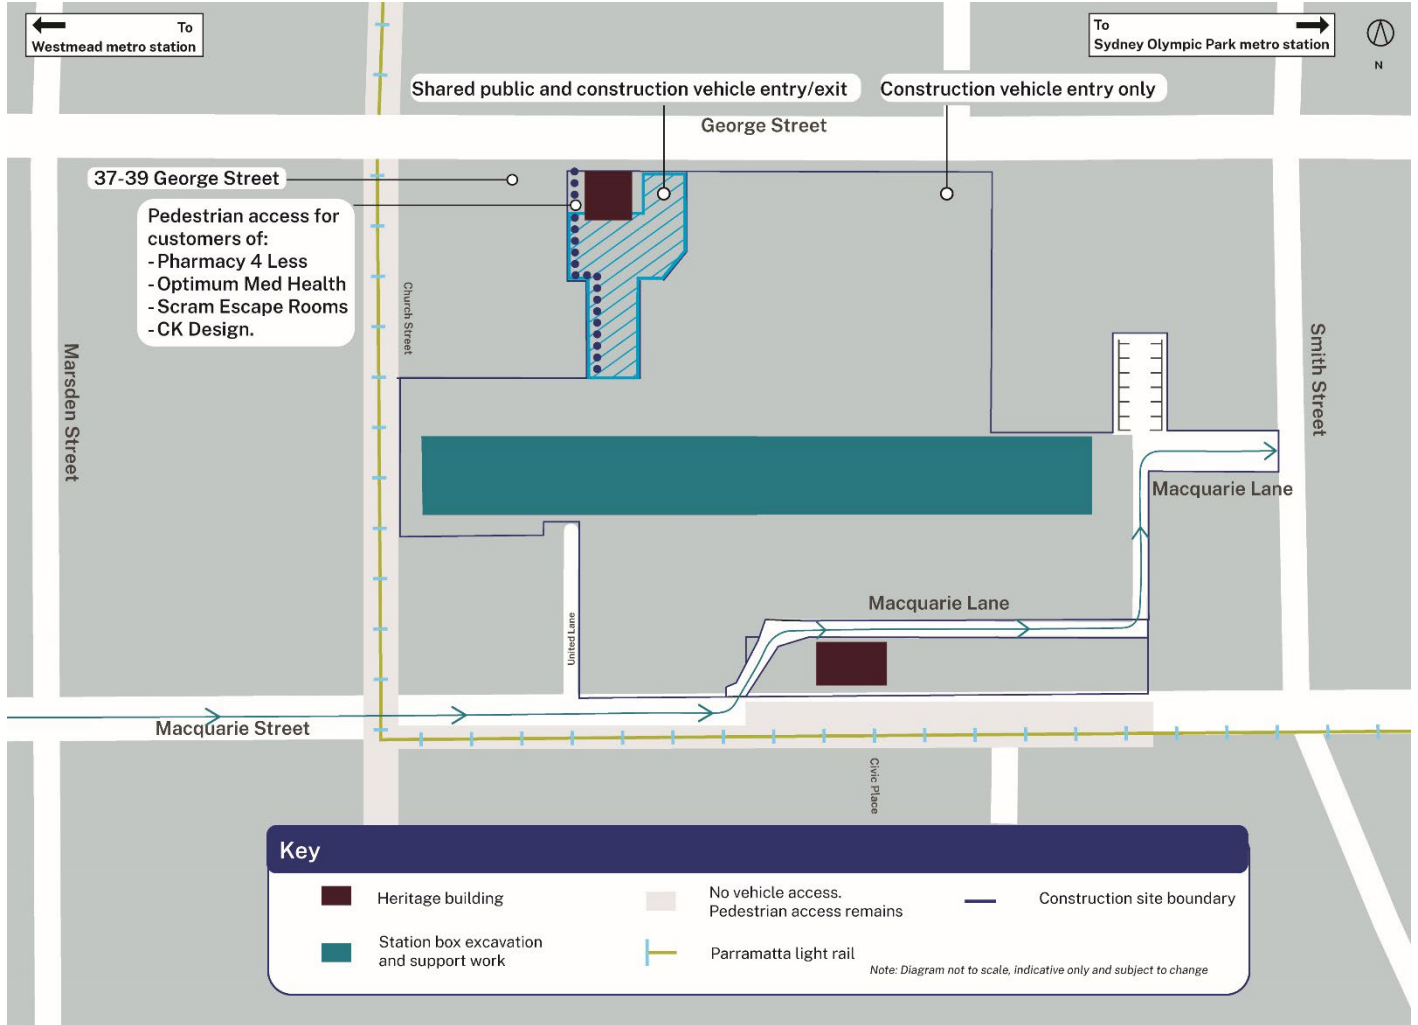 To
Westmead metro station
To
Sydney Olympic Park metro station
N
Shared public and construction vehicle entry/exit
Construction vehicle entry only
George Street
37-39 George Street
Pedestrian access for
customers of:
- Pharmacy 4 Less
- Optimum Med Health
- Scram Escape Rooms
- CK Design.
Church Street
Marsden Street
Smith Street
Macquarie Lane
Macquarie Lane
United Lane
Macquarie Street
Civic Place
Key
Heritage building
Station box excavation
and support work
No vehicle access.
Pedestrian access remains
Parramatta light rail
Construction site boundary
Note: Diagram not to scale, indicative only and subject to change